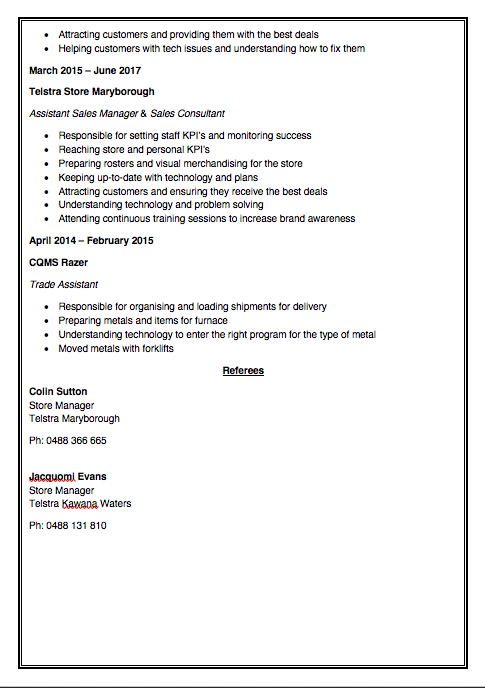 • Attracting customers and providing them with the best deals
• Helping customers with tech issues and understanding how to fix them
March 2015 – June 2017
Telstra Store Maryborough
Assistant Sales Manager & Sales Consultant
• Responsible for setting staff KPI's and monitoring success
• Reaching store and personal KPI's
• Preparing rosters and visual merchandising for the store
• Keeping up-to-date with technology and plans
• Attracting customers and ensuring they receive the best deals
• Understanding technology and problem solving
• Attending continuous training sessions to increase brand awareness
April 2014 – February 2015
CQMS Razer
Trade Assistant
• Responsible for organising and loading shipments for delivery
• Preparing metals and items for furnace
• Understanding technology to enter the right program for the type of metal
• Moved metals with forklifts
Referees
Colin Sutton
Store Manager
Telstra Maryborough
Ph: 0488 366 665
Jacquomi Evans
Store Manager
Telstra Kawana Waters
Ph: 0488 131 810